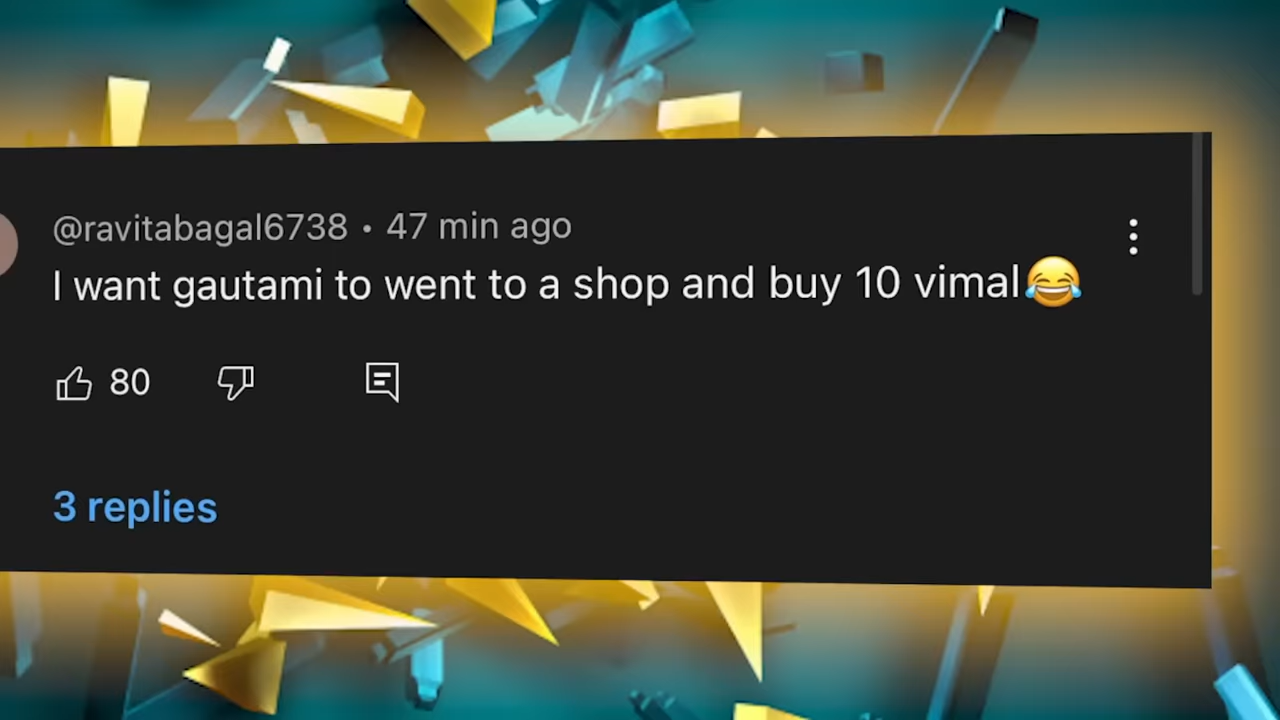 @ravitabagal6738 • 47 min ago
I want gautami to went to a shop and buy 10 vimal😂
80
3 replies